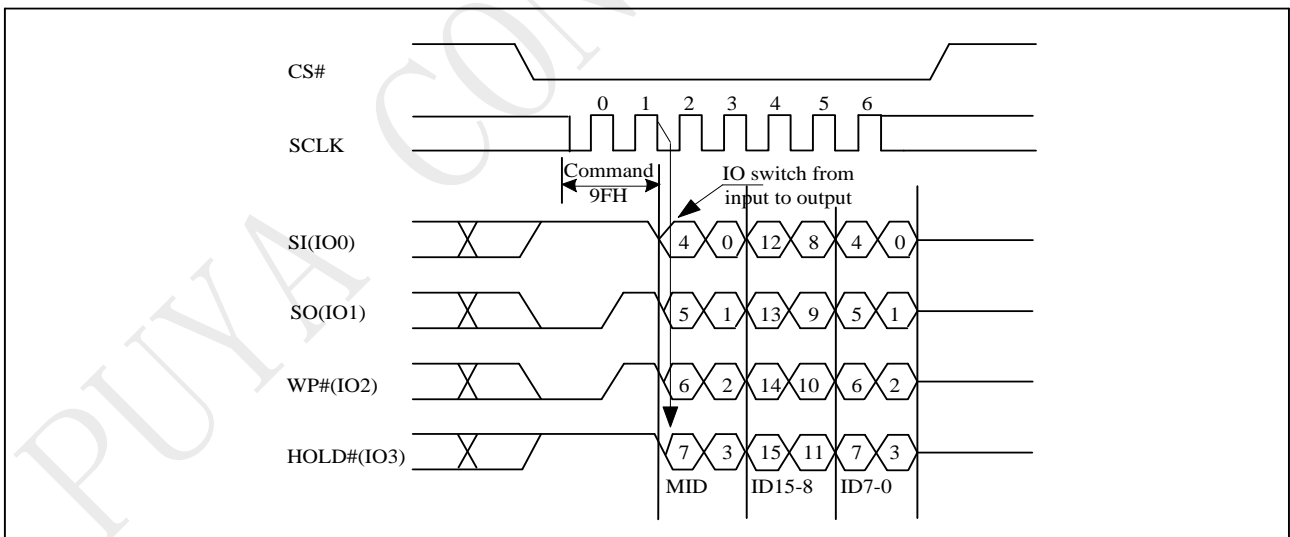 PUYA CON
CS#
0 1 2 3 4 5 6
SCLK
Command
9FH
IO switch from
input to output
SI(IO0)
4 0 12 8 4 0
SO(IO1)
5 1 13 9 5 1
WP#(IO2)
6 2 14 10 6 2
HOLD#(IO3)
7 3 15 11 7 3
MID ID15-8 ID7-0